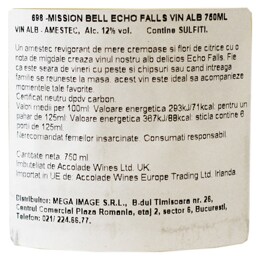 698 -MISSION BELL ECHO FALLS VIN ALB 750ML
VIN ALB - AMESTEC, Alc. 12% vol. Contine SULFITI.
Un amestec revigorant de mere cremoase si flori de citrice cu o
nota de migdale creaza vinul nostru alb delicios Echo Falls. Fie
ca este seara de vineri cu peste si chipsuri sau cand intreaga
familie se reuneste la masa, acest vin este ideal sa acompanieze
momentele tale favorite.
Certificat neutru dpdv carbon.
Valori medii per 100ml Valoare energetica 293kJ/71kcal pentru un
pahar de 125ml Valoare energetica 367kJ/88kcal, sticla contine 6
portii de 125ml.
Nerecomandat femeilor insarcinate. Consumati responsabil.
Cantitate neta: 750 ml
Imbuteliat de Accolade Wines Ltd. UK.
Importat in UE de: Accolade Wines Europe Trading Ltd. Irlanda.
Distribuitor: MEGA IMAGE S.R.L., B-dul Timisoara nr. 26,
Centrul Comercial Plaza Romania, etaj 2, sector 6, Bucuresti,
Telefon: 021/ 224.66.77.